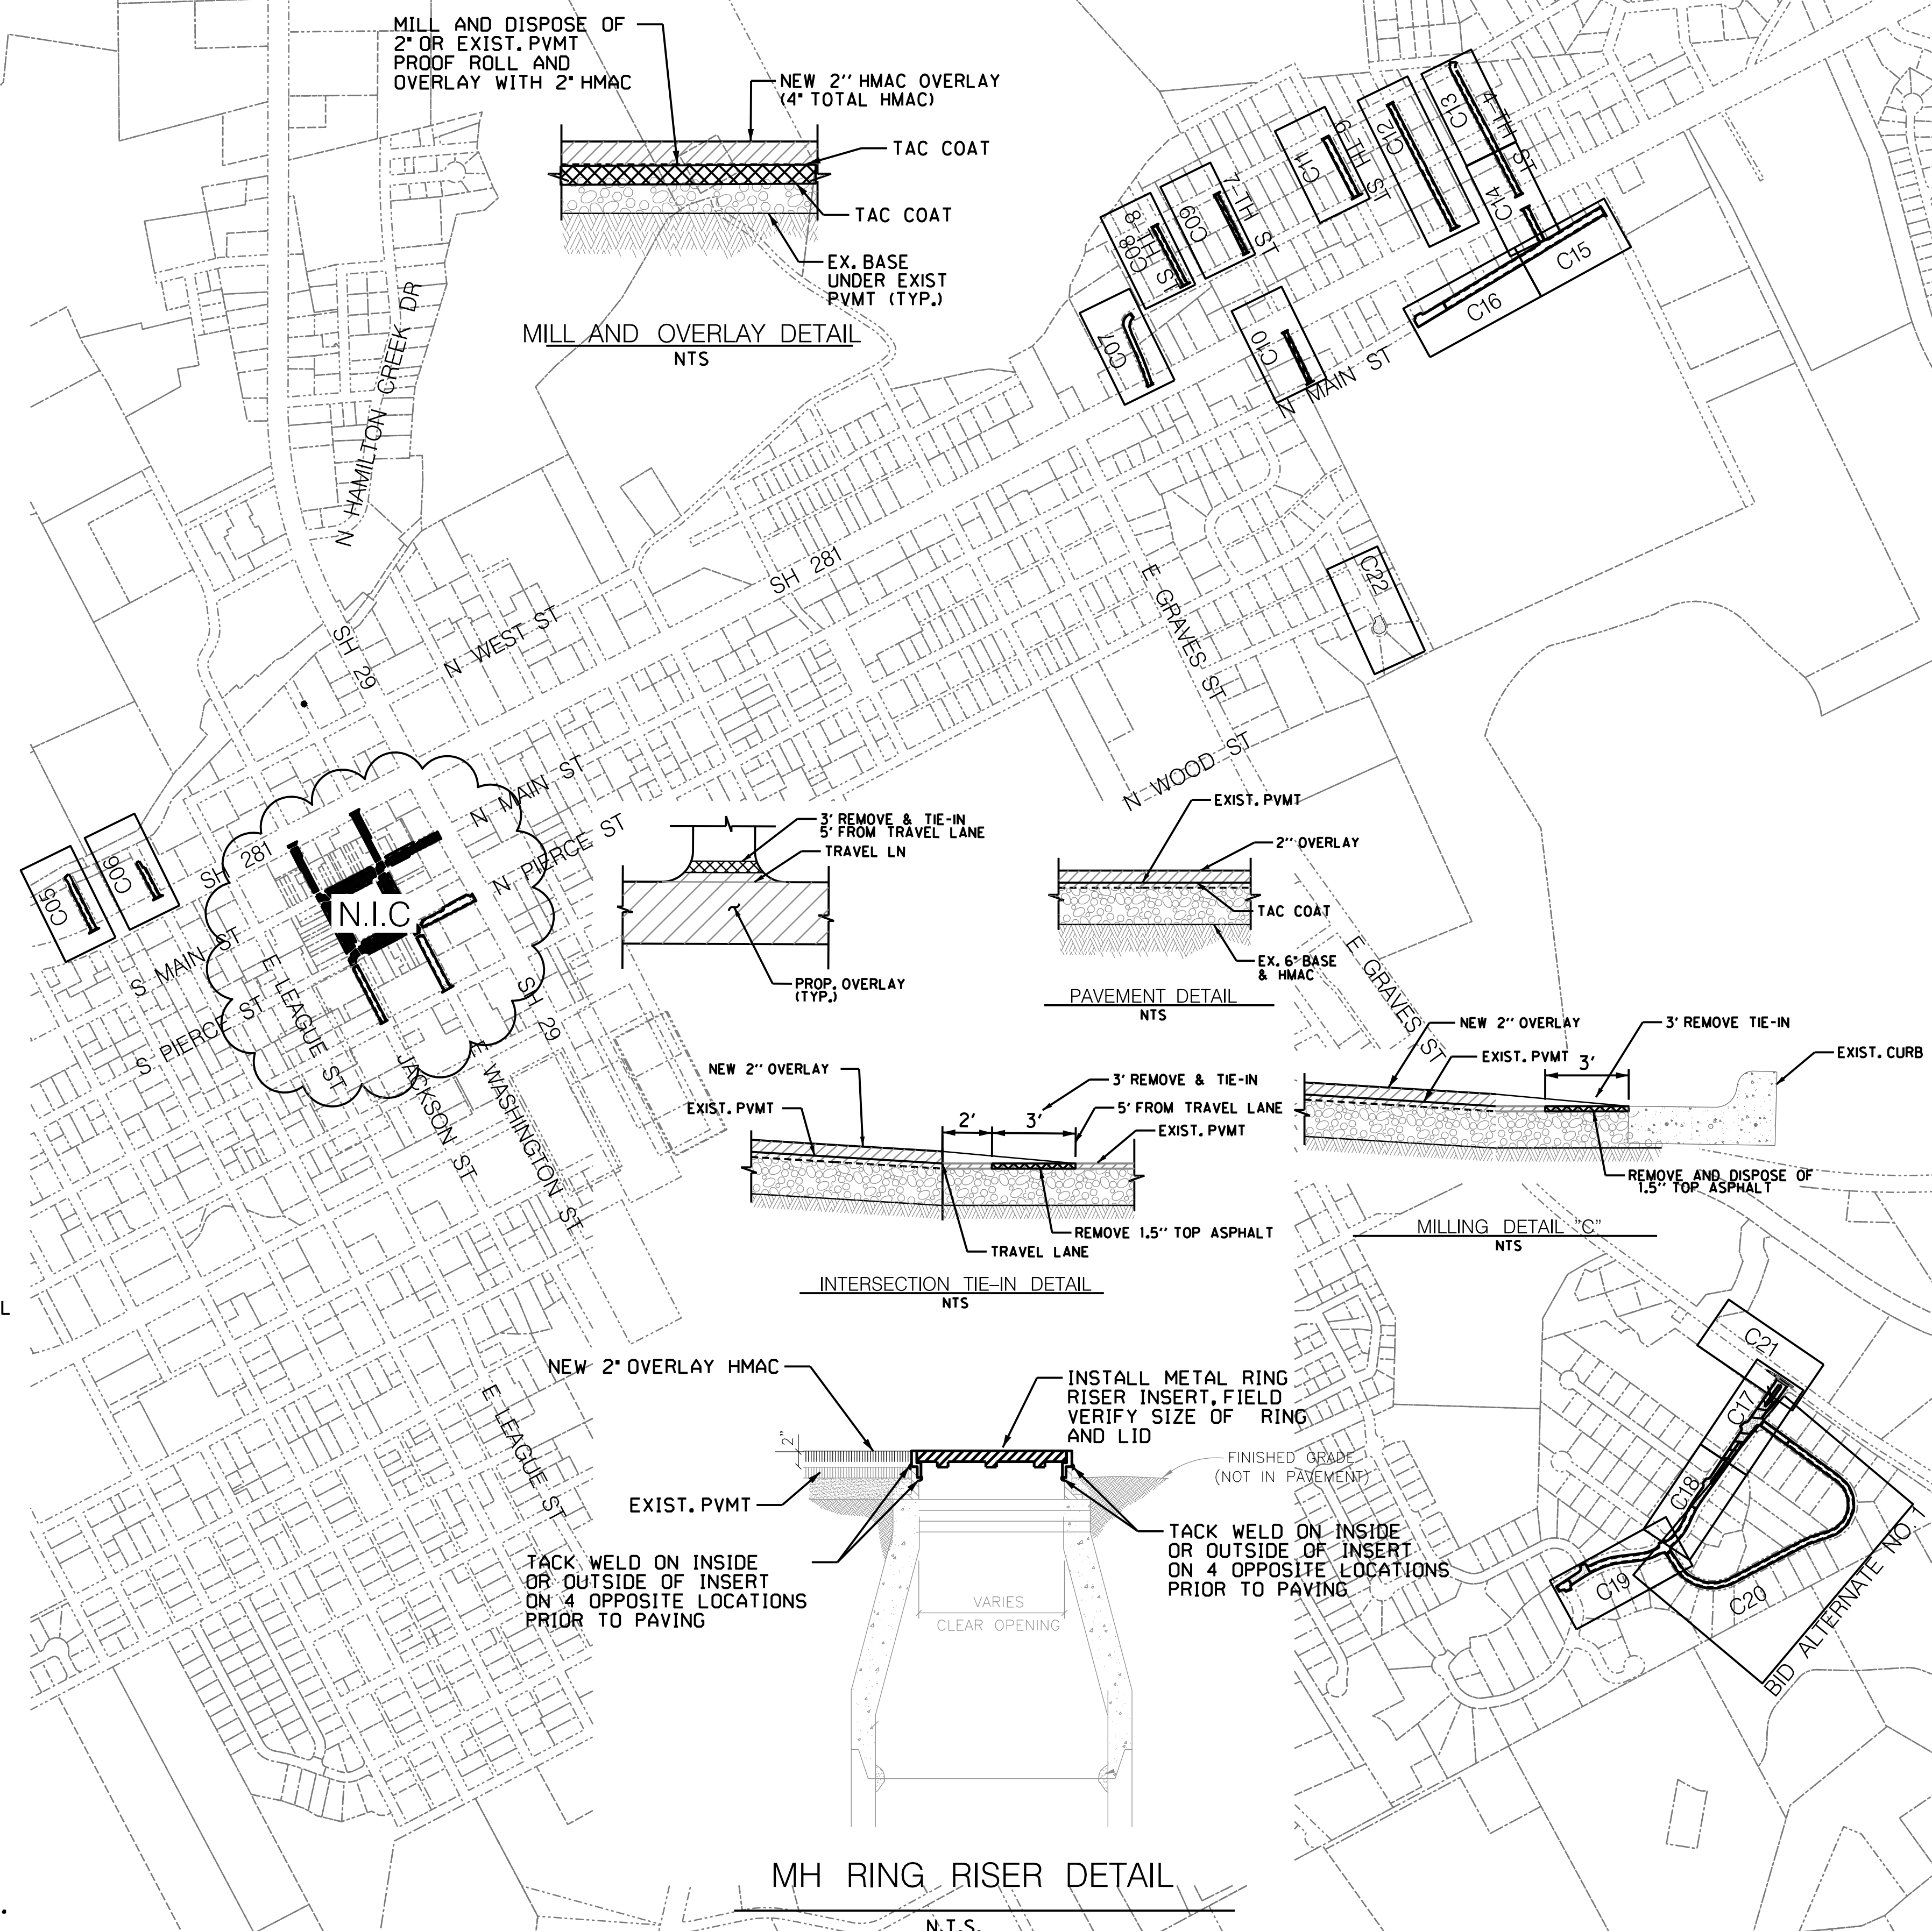 MILL AND DISPOSE OF
2" OR EXIST. PVMT
PROOF ROLL AND
OVERLAY WITH 2" HMAC
NEW 2'' HMAC OVERLAY
(4" TOTAL HMAC)
TAC COAT
TAC COAT
EX. BASE
UNDER EXIST
PVMT (TYP.)
MILL AND OVERLAY DETAIL
NTS
C13
4-TH ST
C12
C11
9-TH ST
C14
C09
7-TH ST
C08
8-TH ST
C07
C10
C15
C16
N MAIN ST
N HAMILTON CREEK DR
SH 281
SH 29
N WEST ST
E GRAVES ST
C22
N WOOD ST
N MAIN ST
N PIERCE ST
SH 281
C06
C05
N.I.C
S MAIN ST
S PIERCE ST
E LEAGUE ST
JACKSON ST
E WASHINGTON ST
SH 29
3' REMOVE & TIE-IN
5' FROM TRAVEL LANE
TRAVEL LN
PROP. OVERLAY
(TYP.)
EXIST. PVMT
2'' OVERLAY
TAC COAT
EX. 6" BASE
& HMAC
PAVEMENT DETAIL
NTS
E GRAVES ST
NEW 2'' OVERLAY
EXIST. PVMT
3'
3' REMOVE TIE-IN
EXIST. CURB
REMOVE AND DISPOSE OF
1.5'' TOP ASPHALT
MILLING DETAIL "C"
NTS
NEW 2'' OVERLAY
EXIST. PVMT
2'
3'
3' REMOVE & TIE-IN
5' FROM TRAVEL LANE
EXIST. PVMT
REMOVE 1.5'' TOP ASPHALT
TRAVEL LANE
INTERSECTION TIE-IN DETAIL
NTS
L
E LEAGUE ST
NEW 2" OVERLAY HMAC
2"
INSTALL METAL RING
RISER INSERT, FIELD
VERIFY SIZE OF RING
AND LID
FINISHED GRADE
(NOT IN PAVEMENT)
EXIST. PVMT
TACK WELD ON INSIDE
OR OUTSIDE OF INSERT
ON 4 OPPOSITE LOCATIONS
PRIOR TO PAVING
TACK WELD ON INSIDE
OR OUTSIDE OF INSERT
ON 4 OPPOSITE LOCATIONS
PRIOR TO PAVING
VARIES
CLEAR OPENING
C21
C17
C18
C19
C20
BID ALTERNATE NO. 1
MH RING RISER DETAIL
N.T.S.